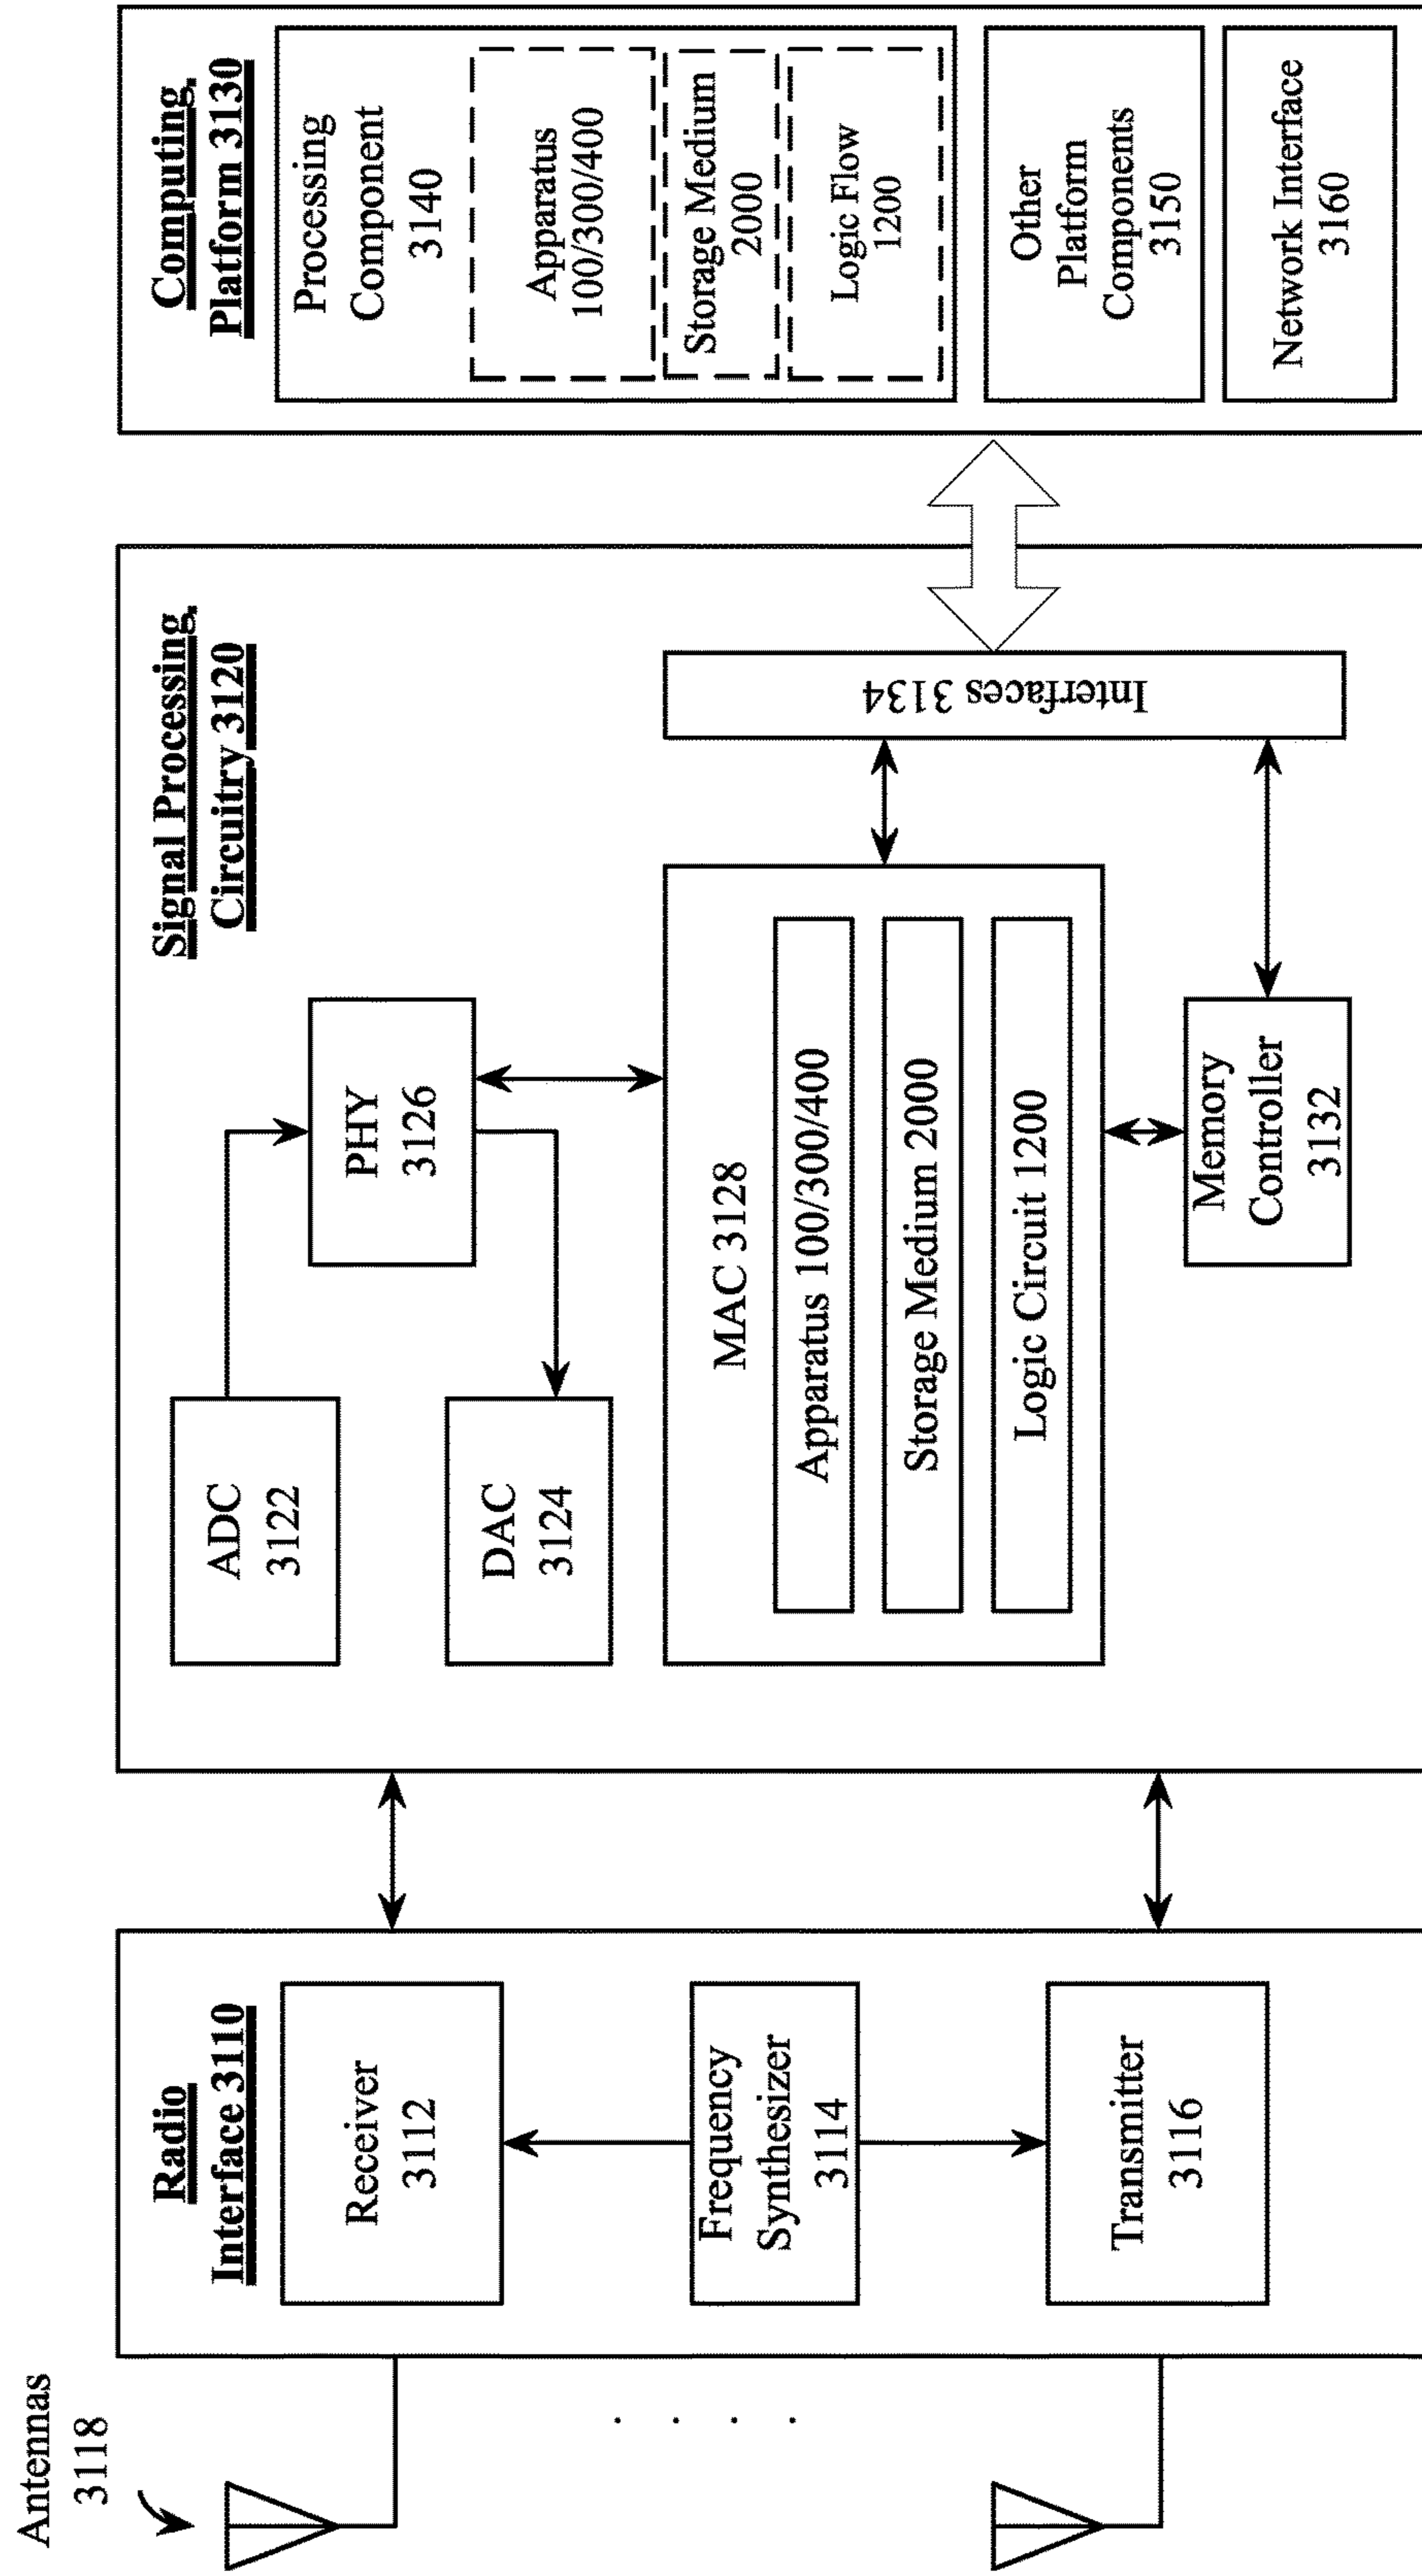 Antennas
3118
Radio
Interface 3110
Receiver
3112
Frequency
Synthesizer
3114
Transmitter
3116
Signal Processing
Circuitry 3120
ADC
3122
DAC
3124
PHY
3126
MAC 3128
Apparatus 100/300/400
Storage Medium 2000
Logic Circuit 1200
Memory
Controller
3132
Interfaces 3134
Computing
Platform 3130
Processing
Component
3140
Apparatus
100/300/400
Storage Medium
2000
Logic Flow
1200
Other
Platform
Components
3150
Network Interface
3160